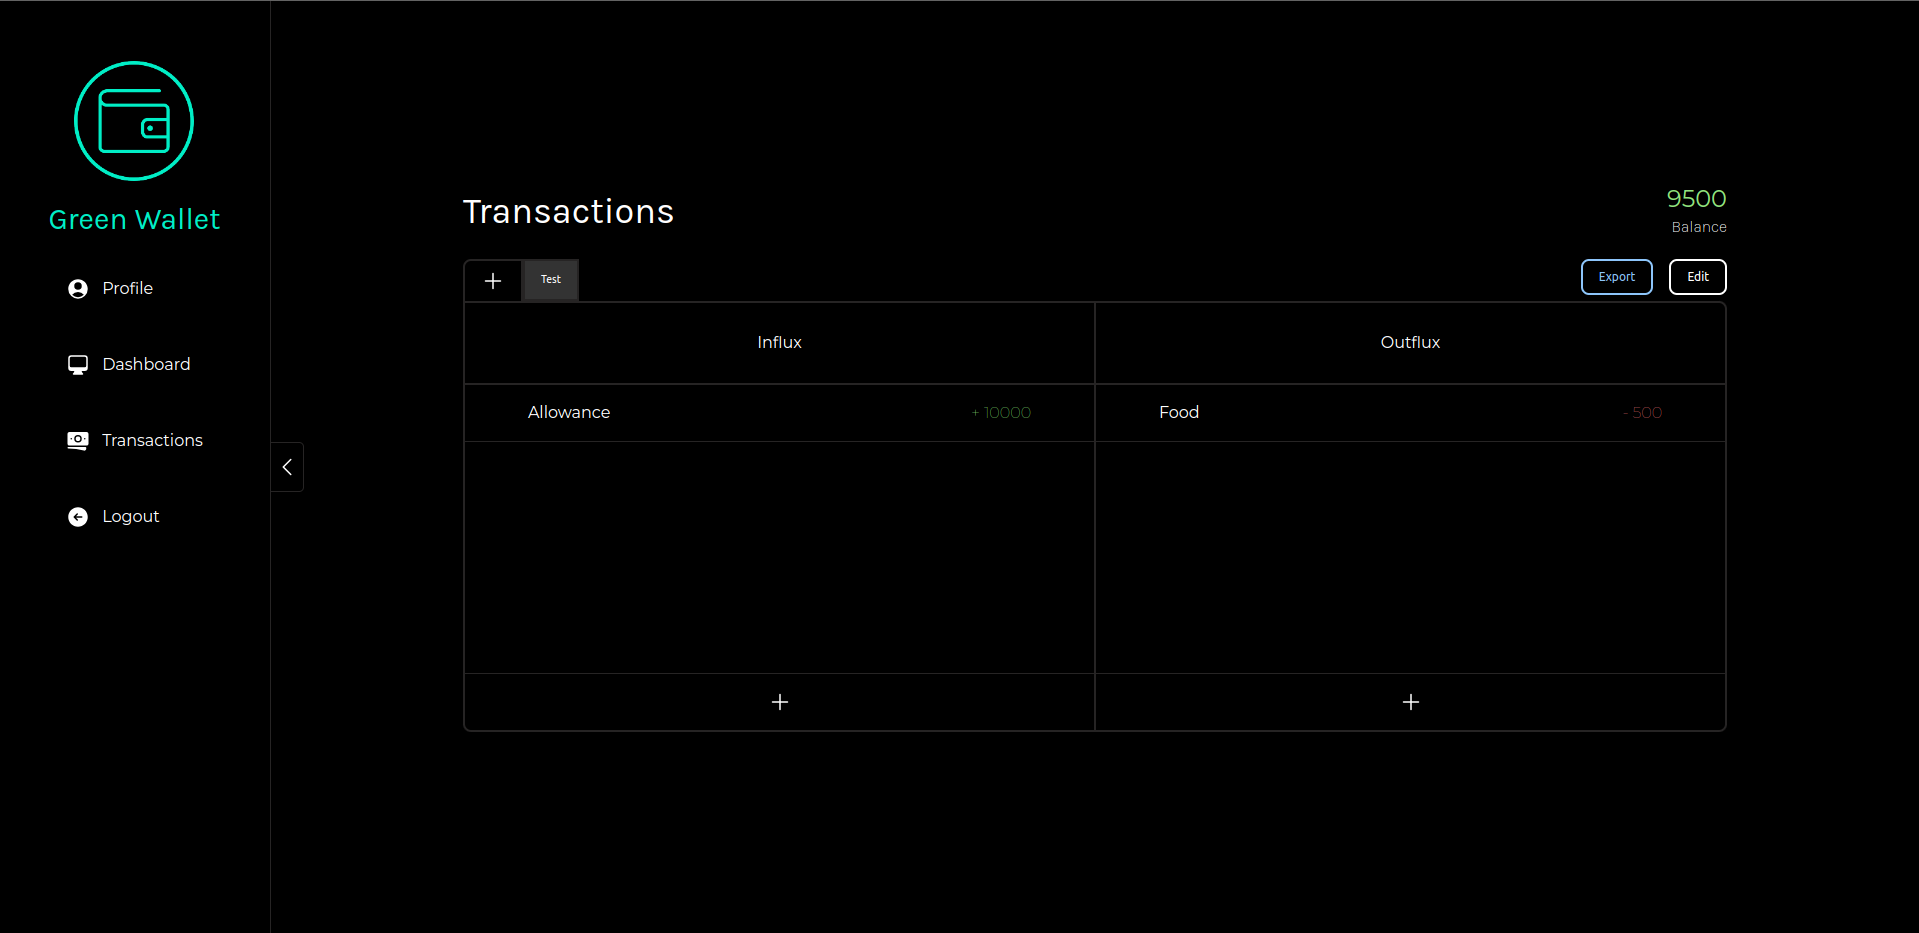 Green Wallet
Profile
Dashboard
Transactions
Logout
Transactions
9500
Balance
Test
Export
Edit
Influx
Outflux
Allowance
+ 10000
Food
- 500